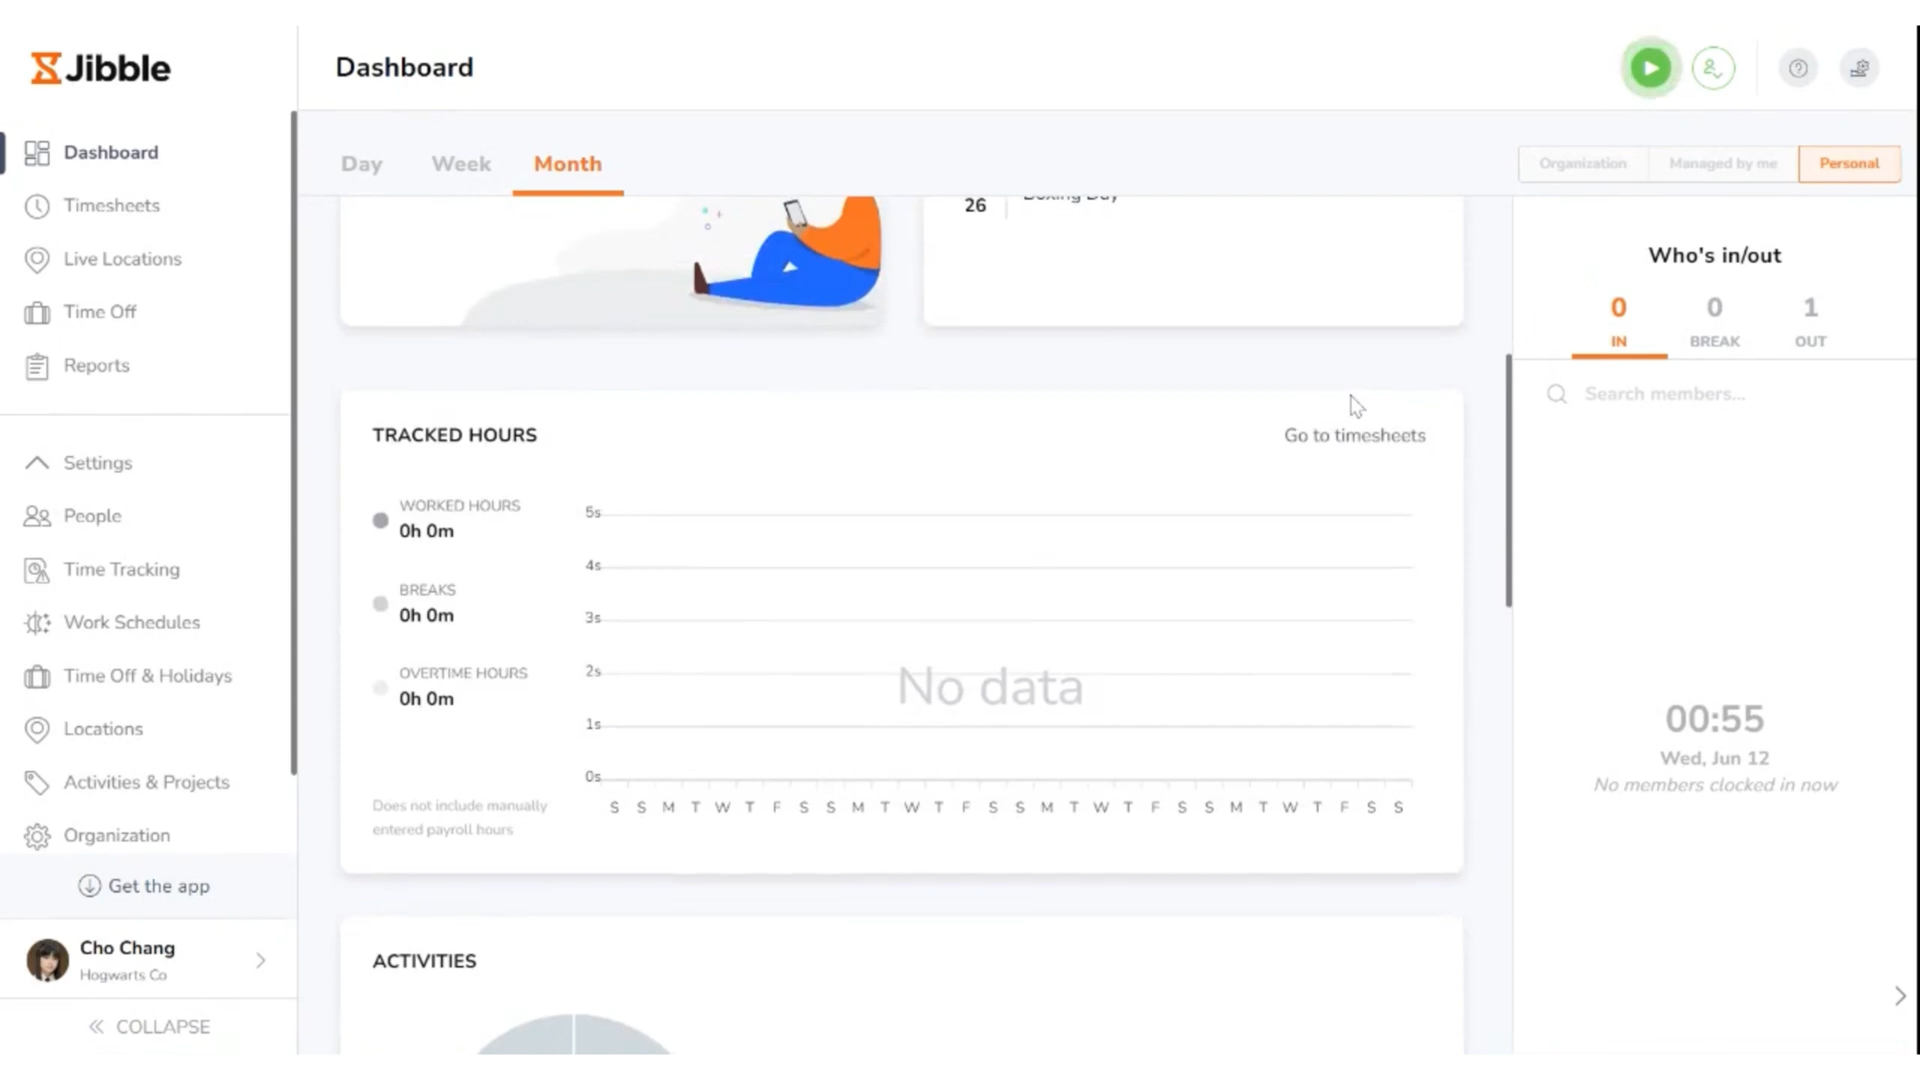 Jibble
Dashboard
Dashboard
Timesheets
Live Locations
Time Off
Reports
Settings
People
Time Tracking
Work Schedules
Time Off & Holidays
Locations
Activities & Projects
Organization
Get the app
Cho Chang
Hogwarts Co
COLLAPSE
Day Week Month
Organization Managed by me Personal
26 Boxing Day
TRACKED HOURS
Go to timesheets
WORKED HOURS
0h 0m
BREAKS
0h 0m
OVERTIME HOURS
0h 0m
Does not include manually
entered payroll hours
5s
4s
3s
2s
1s
0s
No data
S S M T W T F S S M T W T F S S M T W T F S S M T W T F S S
ACTIVITIES
Who's in/out
0 0 1
IN BREAK OUT
Search members...
00:55
Wed, Jun 12
No members clocked in now